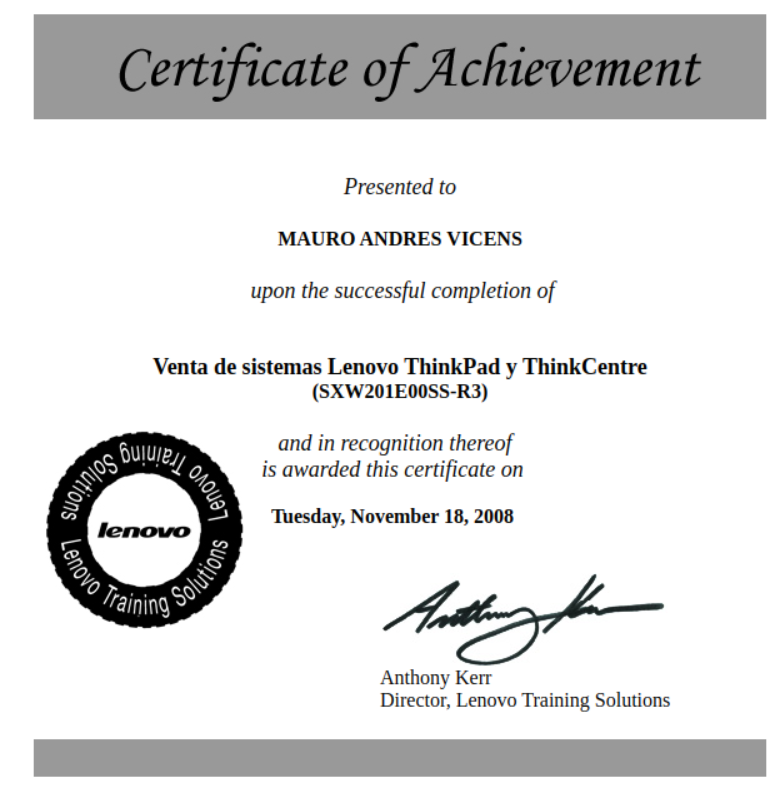 Certificate of Achievement
Presented to
MAURO ANDRES VICENS
upon the successful completion of
Venta de sistemas Lenovo ThinkPad y ThinkCentre
(SXW201E00SS-R3)
and in recognition thereof
is awarded this certificate on
Tuesday, November 18, 2008
Lenovo Training Solutions
lenovo
Lenovo Training Solutions
Anthony Kerr
Anthony Kerr
Director, Lenovo Training Solutions